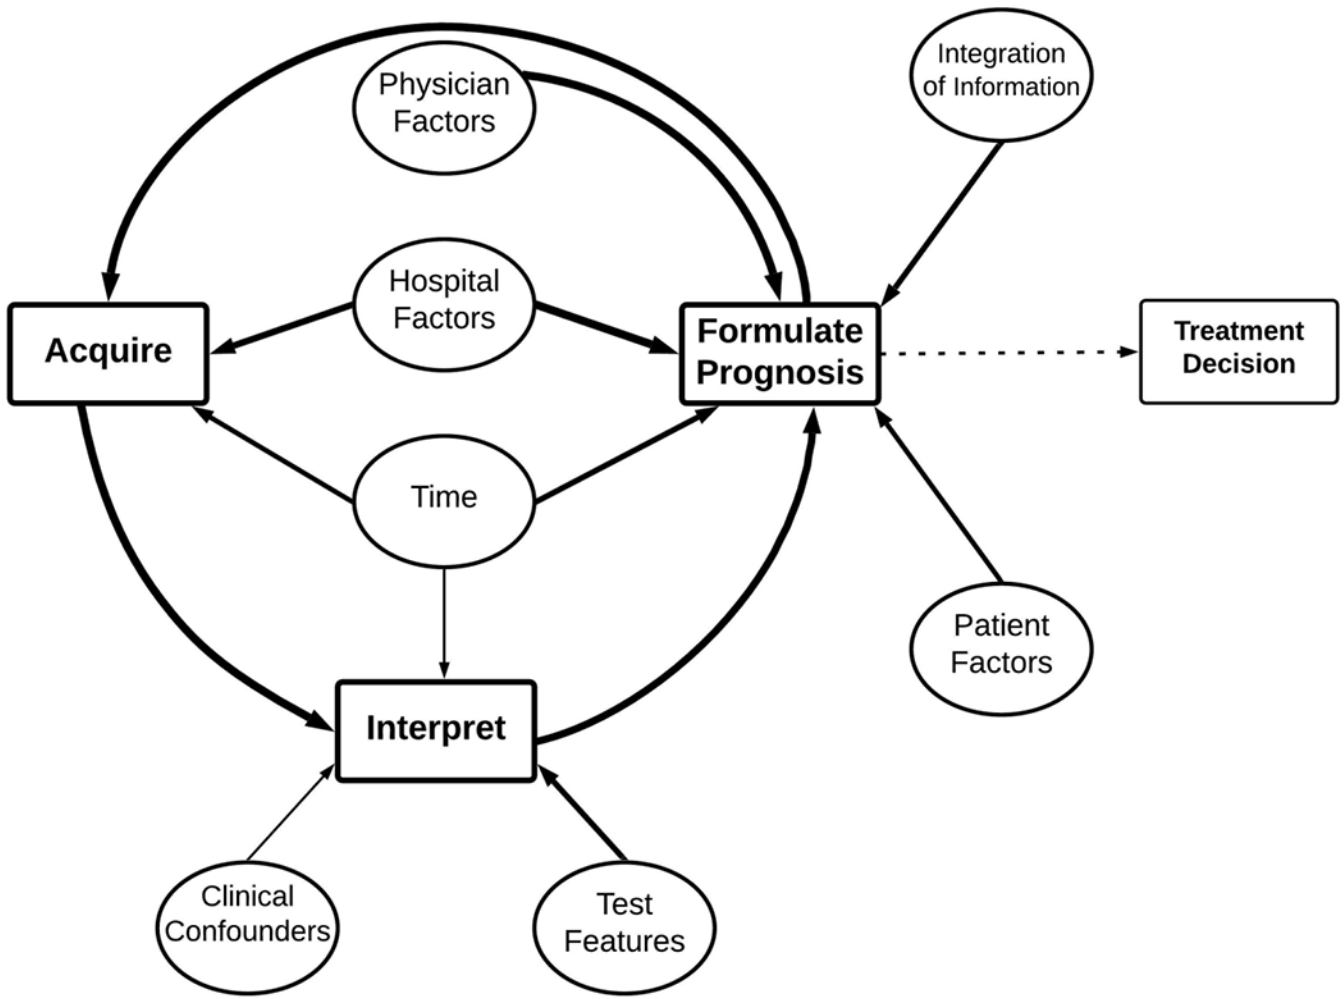 Physician
Factors
Integration
of Information
Hospital
Factors
Acquire
Formulate
Prognosis
Treatment
Decision
Time
Patient
Factors
Interpret
Clinical
Confounders
Test
Features